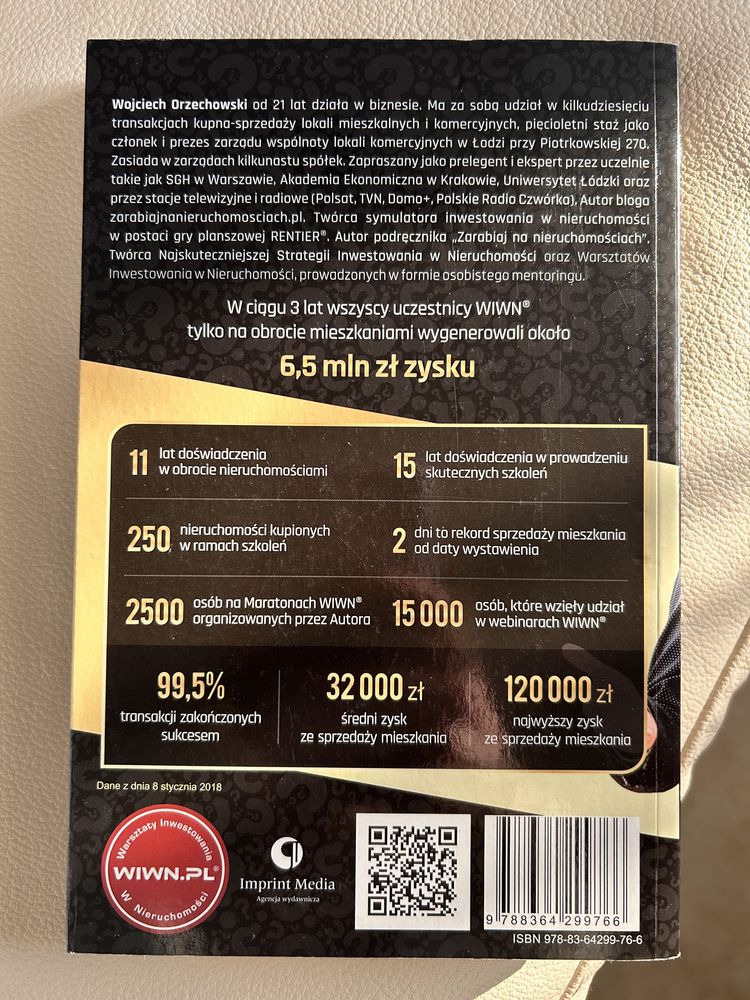 Wojciech Orzechowski od 21 lat działa w biznesie. Ma za sobą udział w kilkudziesięciu
transakcjach kupna-sprzedaży lokali mieszkalnych i komercyjnych, pięcioletni staż jako
członek i prezes zarządu wspólnoty lokali komercyjnych w Łodzi przy Piotrkowskiej 270.
Zasiada w zarządach kilkunastu spółek. Zapraszany jako prelegent i ekspert przez uczelnie
takie jak SGH w Warszawie, Akademia Ekonomiczna w Krakowie, Uniwersytet Łódzki oraz
przez stacje telewizyjne i radiowe (Polsat, TVN, Domo+, Polskie Radio Czwórka), Autor bloga
zarabiajnanieruchomosciach.pl. Twórca symulatora inwestowania w nieruchomości
w postaci gry planszowej RENTIER®. Autor podręcznika „Zarabiaj na nieruchomościach”.
Twórca Najskuteczniejszej Strategii Inwestowania w Nieruchomości oraz Warsztatów
Inwestowania w Nieruchomości, prowadzonych w formie osobistego mentoringu.
W ciągu 3 lat wszyscy uczestnicy WIWN®
tylko na obrocie mieszkaniami wygenerowali około
6,5 mln zł zysku
11 lat doświadczenia
w obrocie nieruchomościami
15 lat doświadczenia w prowadzeniu
skutecznych szkoleń
250 nieruchomości kupionych
w ramach szkoleń
2 dni to rekord sprzedaży mieszkania
od daty wystawienia
2500 osób na Maratonach WIWN®
organizowanych przez Autora
15 000 osób, które wzięły udział
w webinarach WIWN®
99,5%
transakcji zakończonych
sukcesem
32 000 zł
średni zysk
ze sprzedaży mieszkania
120 000 zł
najwyższy zysk
ze sprzedaży mieszkania
Dane z dnia 8 stycznia 2018
Warsztaty Inwestowania
WIWN.PL®
W Nieruchomości
Imprint Media
Agencja wydawnicza
9 788364 299766
ISBN 978-83-64299-76-6